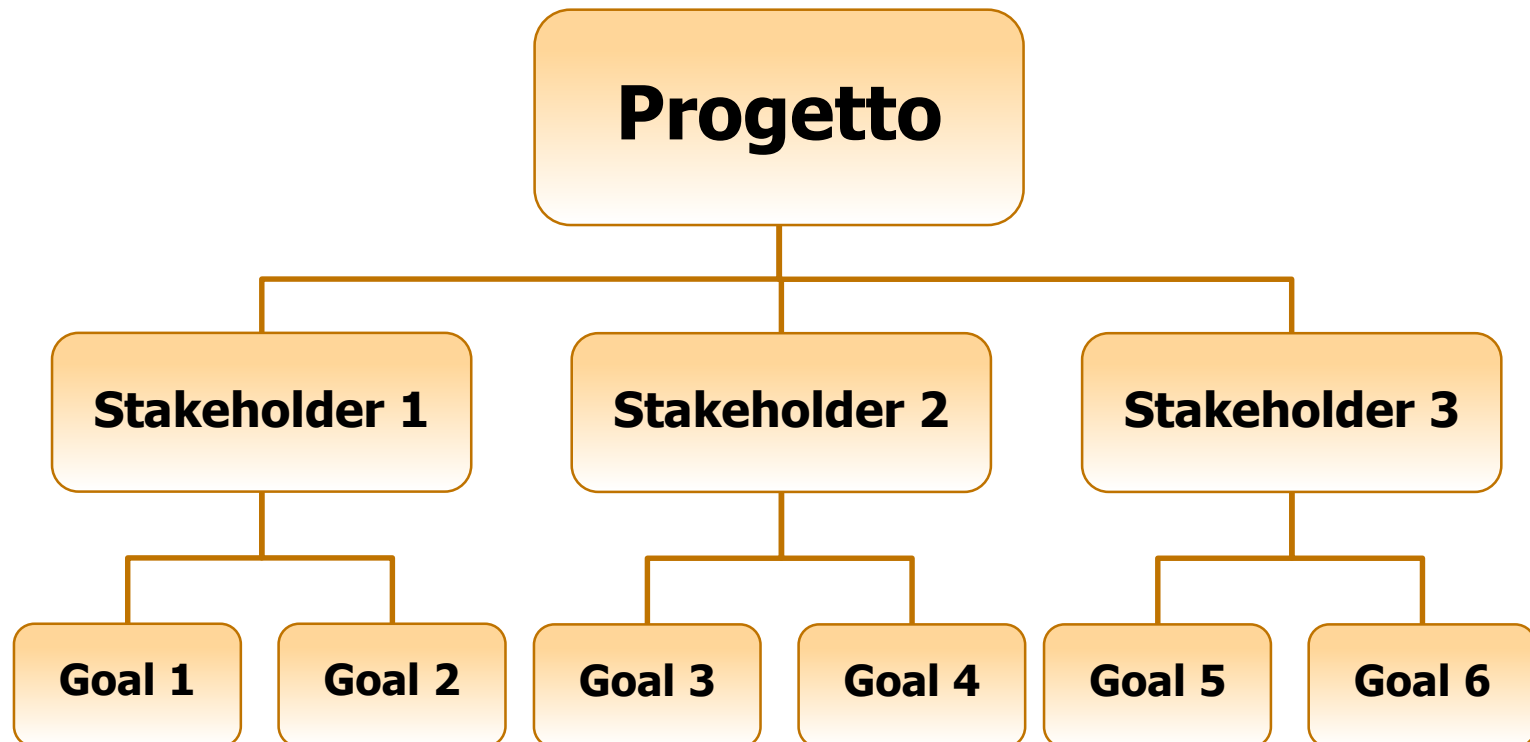 Progetto
Stakeholder 1
Stakeholder 2
Stakeholder 3
Goal 1
Goal 2
Goal 3
Goal 4
Goal 5
Goal 6